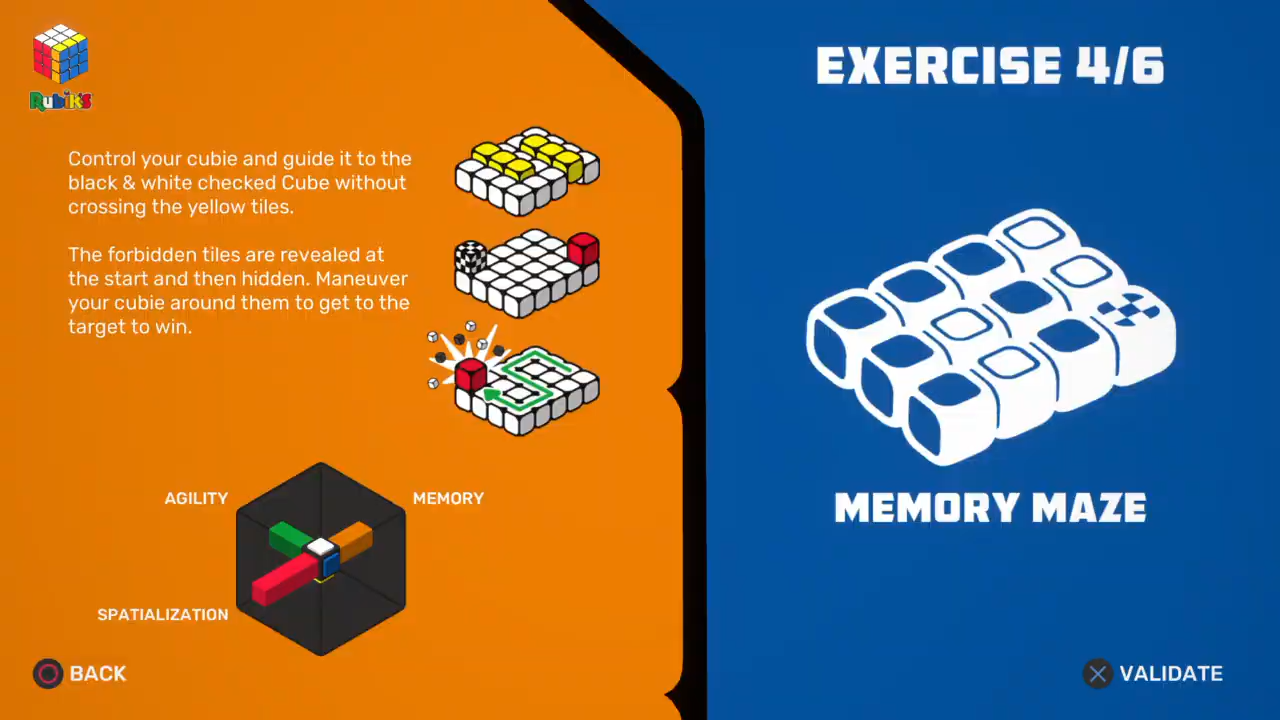 Rubik's
Control your cubie and guide it to the
black & white checked Cube without
crossing the yellow tiles.
The forbidden tiles are revealed at
the start and then hidden. Maneuver
your cubie around them to get to the
target to win.
AGILITY
MEMORY
SPATIALIZATION
BACK
EXERCISE 4/6
MEMORY MAZE
VALIDATE